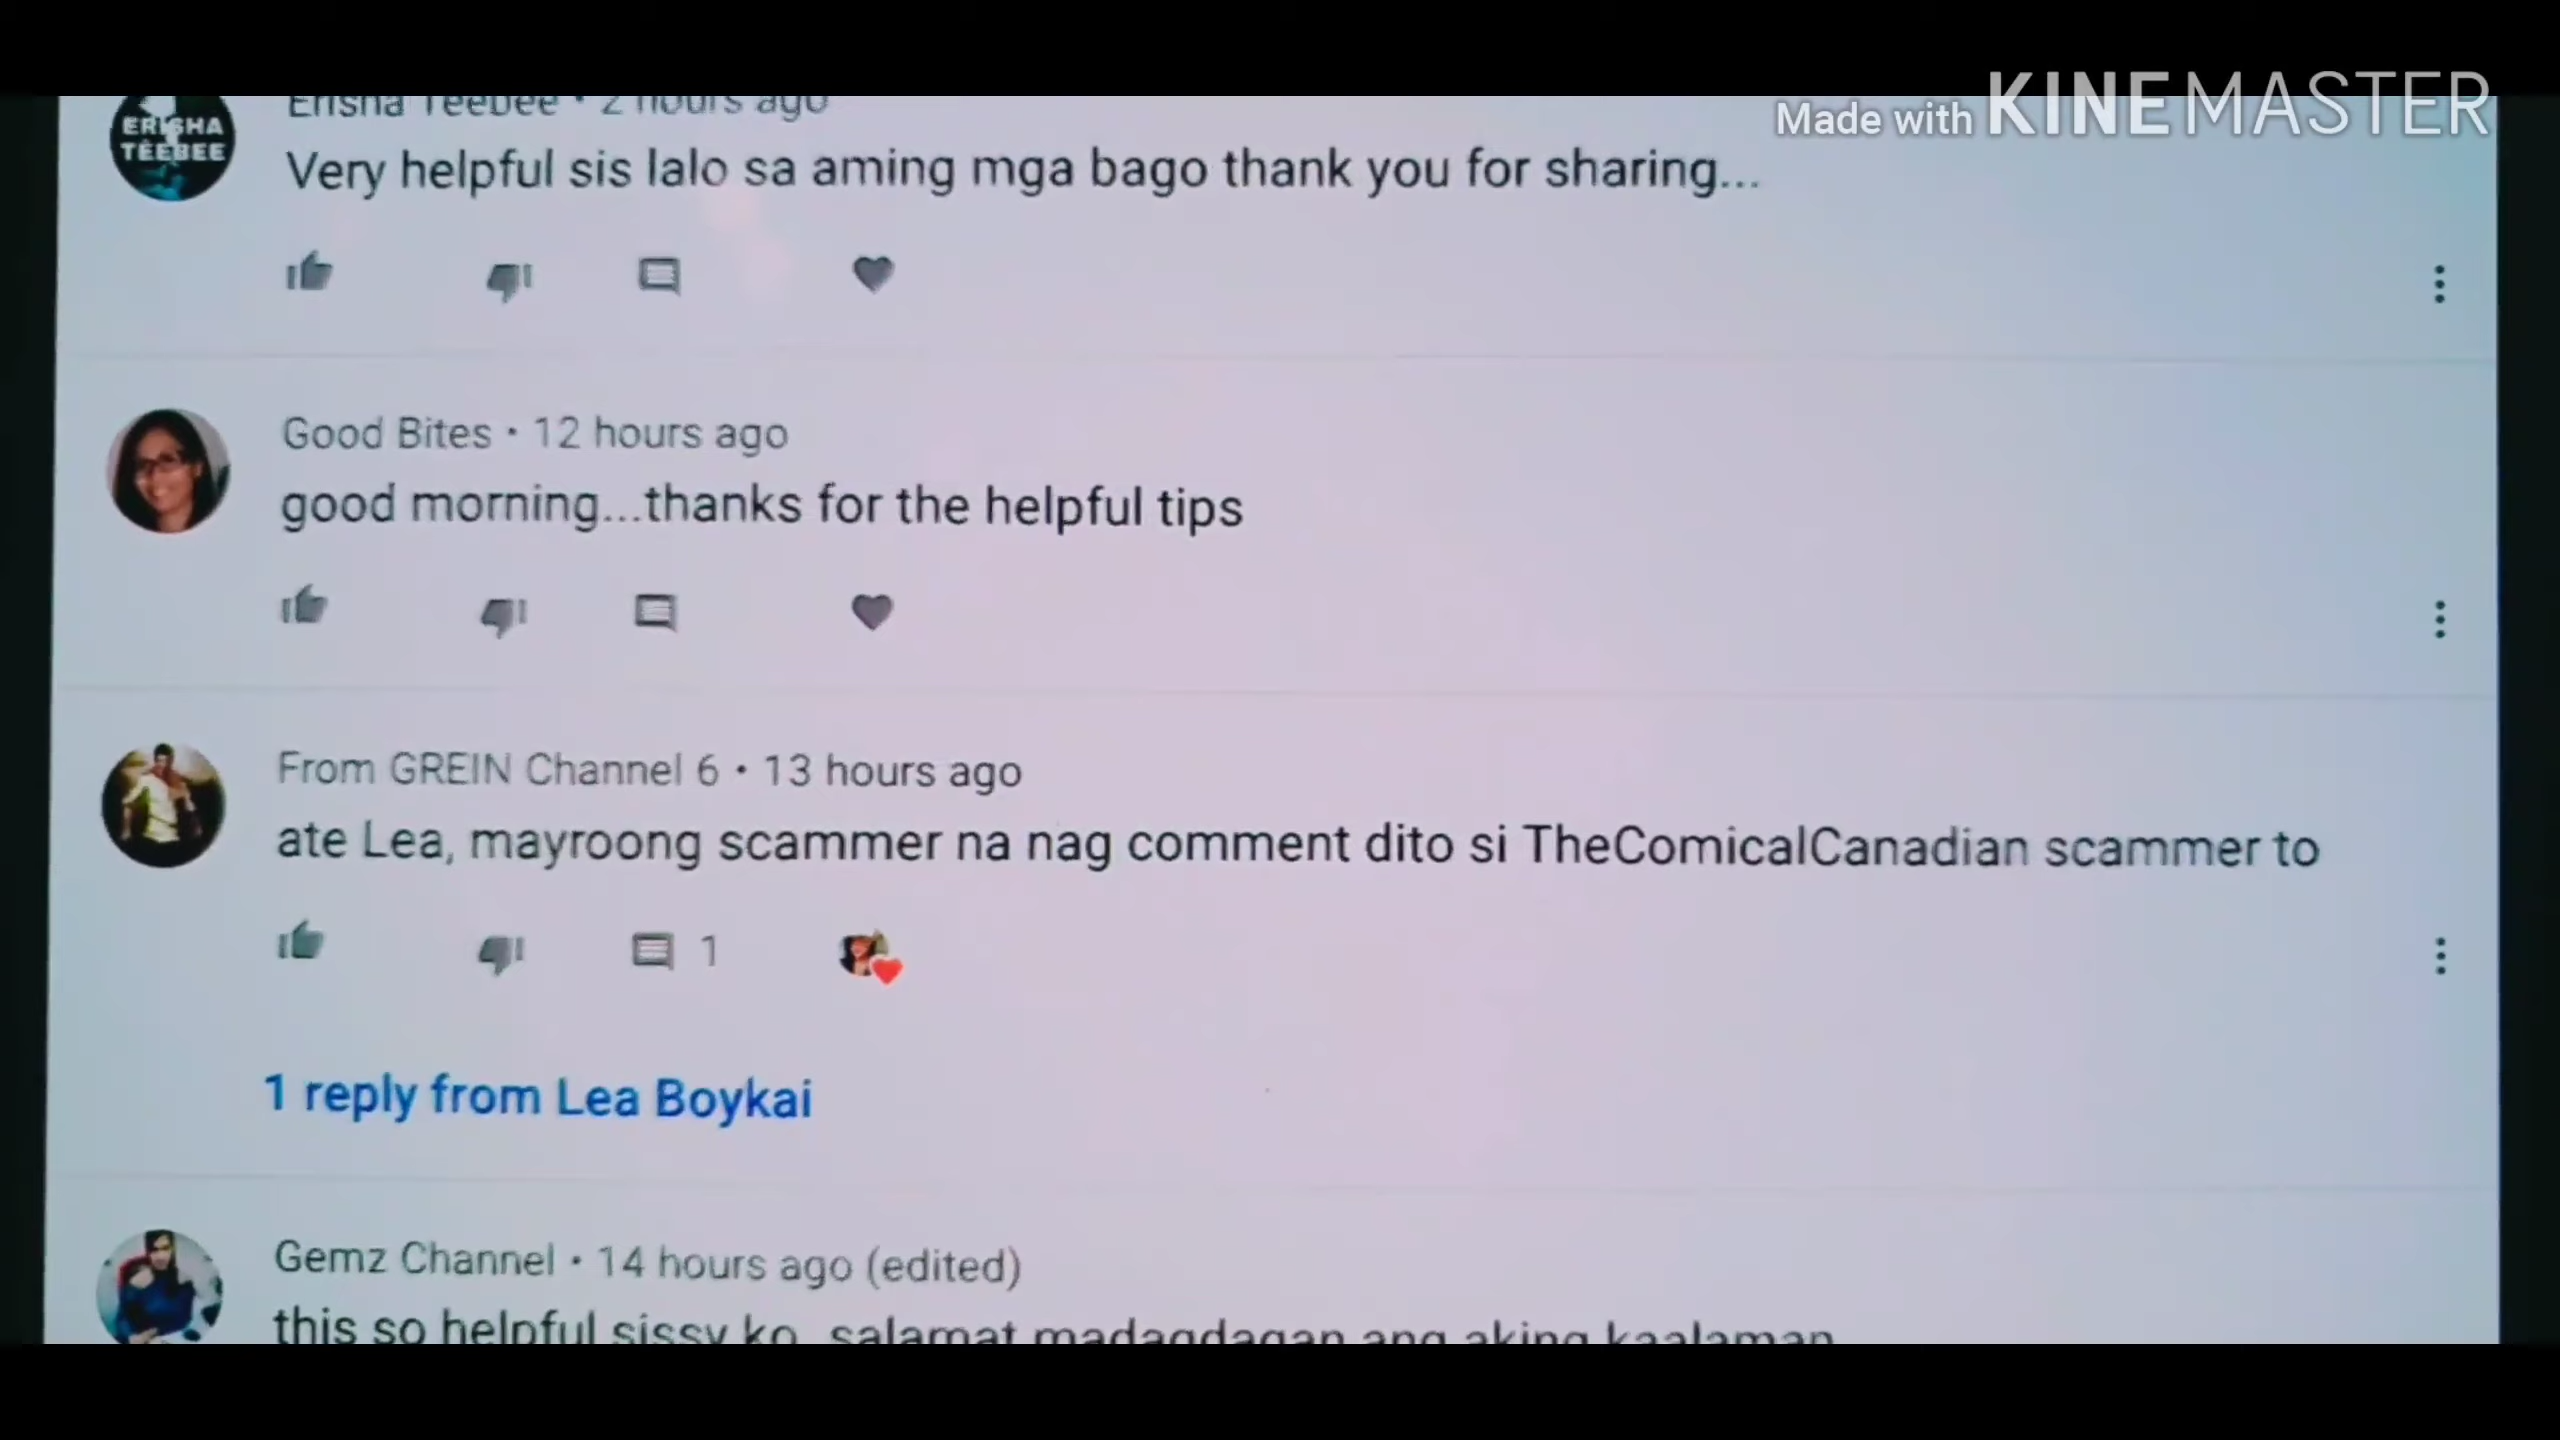 Made with KINEMASTER
ERISHA
TEEBEE
Erisha Teebee • 2 hours ago
Very helpful sis lalo sa aming mga bago thank you for sharing...
Good Bites • 12 hours ago
good morning...thanks for the helpful tips
From GREIN Channel 6 • 13 hours ago
ate Lea, mayroong scammer na nag comment dito si TheComicalCanadian scammer to
1
1 reply from Lea Boykai
Gemz Channel • 14 hours ago (edited)
this so helpful sissy ko, salamat madagdagan ang aking kaalaman